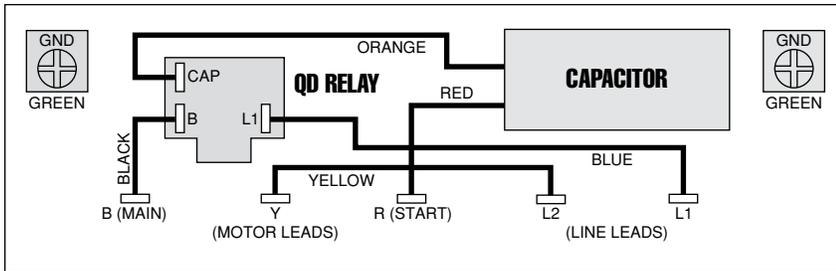 GND
GREEN
ORANGE
CAP
QD RELAY
B
L1
BLACK
RED
CAPACITOR
GND
GREEN
BLUE
YELLOW
B (MAIN)
Y
R (START)
L2
L1
(MOTOR LEADS)
(LINE LEADS)